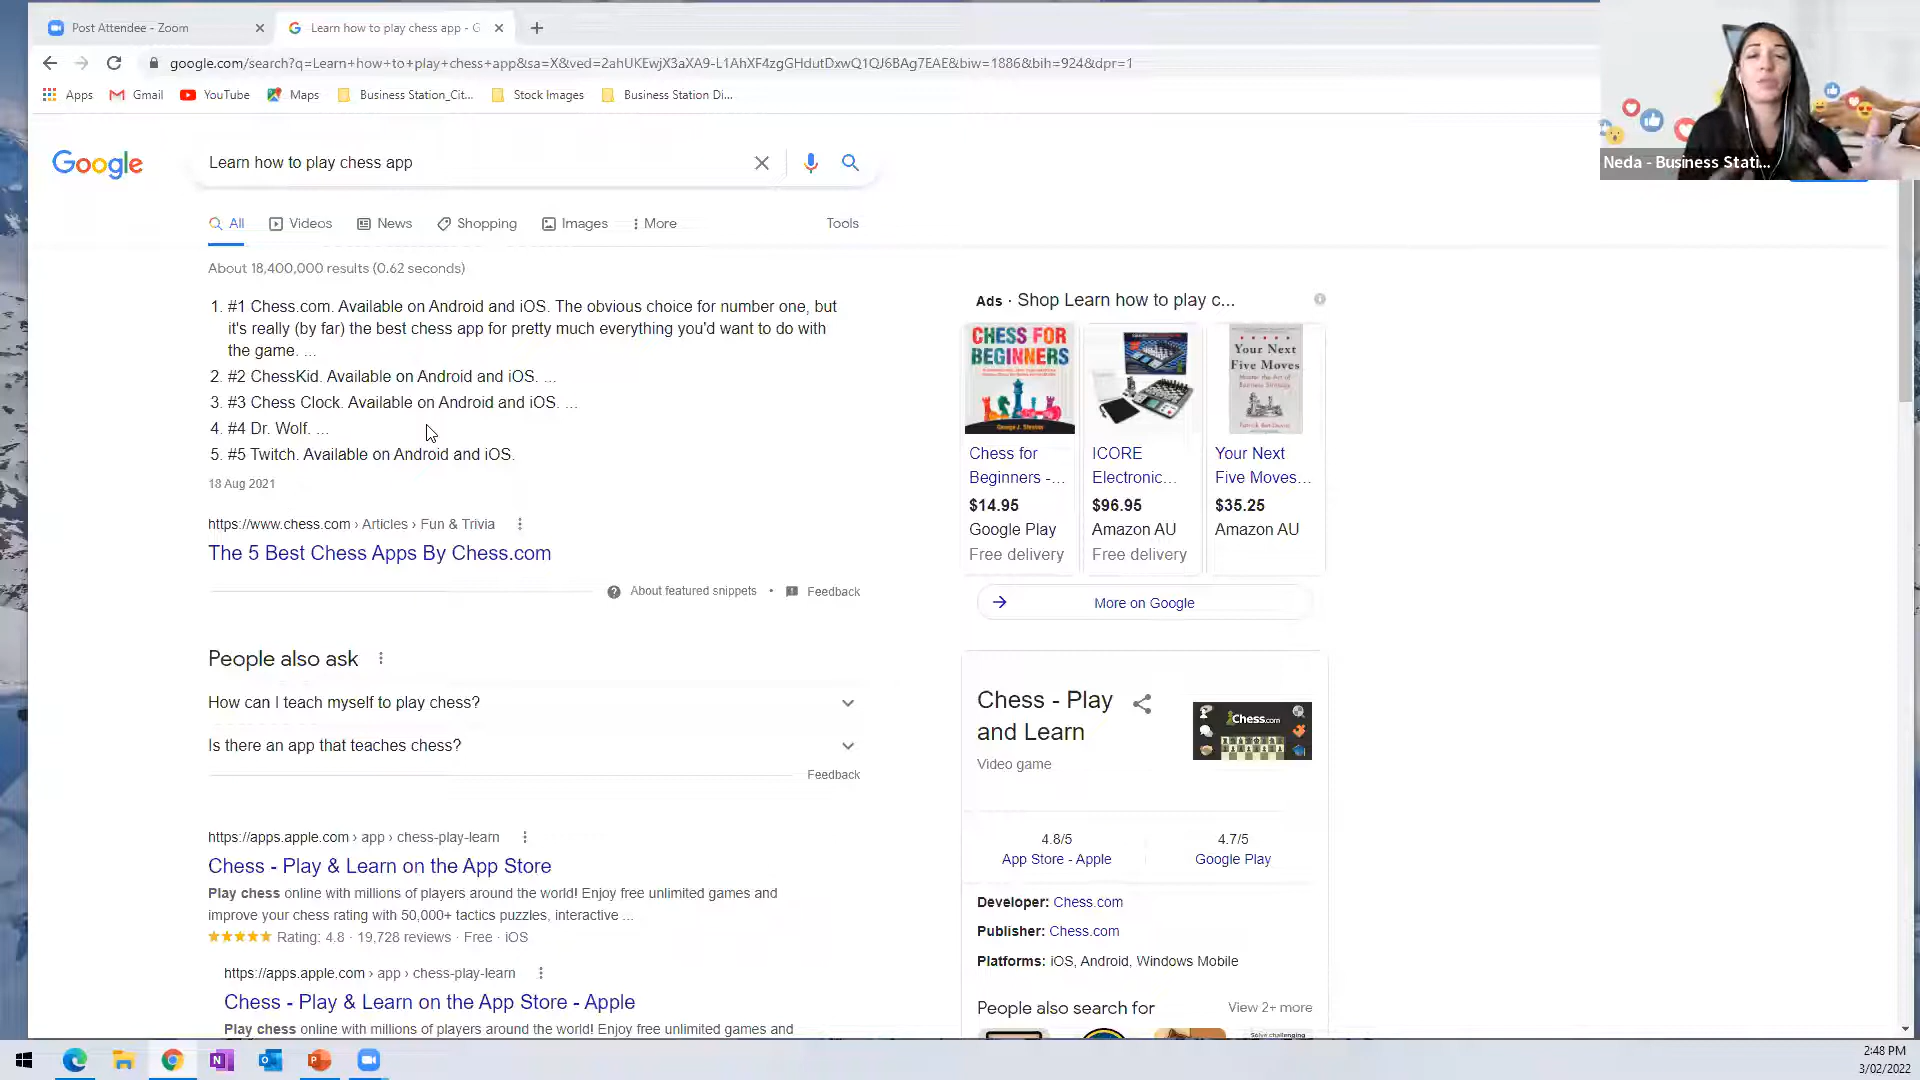 Post Attendee - Zoom
Learn how to play chess app - G
google.com/search?q=Learn+how+to+play+chess+app&sa=X&ved=2ahUKEwjX3aXA9-L1AhXF4zgGHdutDxwQ1QJ6BAg7EAE&biw=1886&bih=924&dpr=1
Apps
Gmail
YouTube
Maps
Business Station_Cit...
Stock Images
Business Station Di...
Neda - Business Stati...
Google
Learn how to play chess app
All
Videos
News
Shopping
Images
More
Tools
About 18,400,000 results (0.62 seconds)
1. #1 Chess.com. Available on Android and iOS. The obvious choice for number one, but
it's really (by far) the best chess app for pretty much everything you'd want to do with
the game. ...
2. #2 ChessKid. Available on Android and iOS. ...
3. #3 Chess Clock. Available on Android and iOS. ...
4. #4 Dr. Wolf. ...
5. #5 Twitch. Available on Android and iOS.
18 Aug 2021
https://www.chess.com › Articles › Fun & Trivia
The 5 Best Chess Apps By Chess.com
About featured snippets • Feedback
People also ask
How can I teach myself to play chess?
Is there an app that teaches chess?
Feedback
https://apps.apple.com › app › chess-play-learn
Chess - Play & Learn on the App Store
Play chess online with millions of players around the world! Enjoy free unlimited games and
improve your chess rating with 50,000+ tactics puzzles, interactive ...
Rating: 4.8 · 19,728 reviews · Free · iOS
https://apps.apple.com › app › chess-play-learn
Chess - Play & Learn on the App Store - Apple
Play chess online with millions of players around the world! Enjoy free unlimited games and
Ads · Shop Learn how to play c...
CHESS FOR
BEGINNERS
Your Next
Five Moves
Chess for
Beginners -...
$14.95
Google Play
Free delivery
ICORE
Electronic...
$96.95
Amazon AU
Free delivery
Your Next
Five Moves...
$35.25
Amazon AU
More on Google
Chess - Play
and Learn
Video game
Chess.com
4.8/5
App Store - Apple
4.7/5
Google Play
Developer: Chess.com
Publisher: Chess.com
Platforms: iOS, Android, Windows Mobile
People also search for
View 2+ more
Solve challenging
2:48 PM
3/02/2022